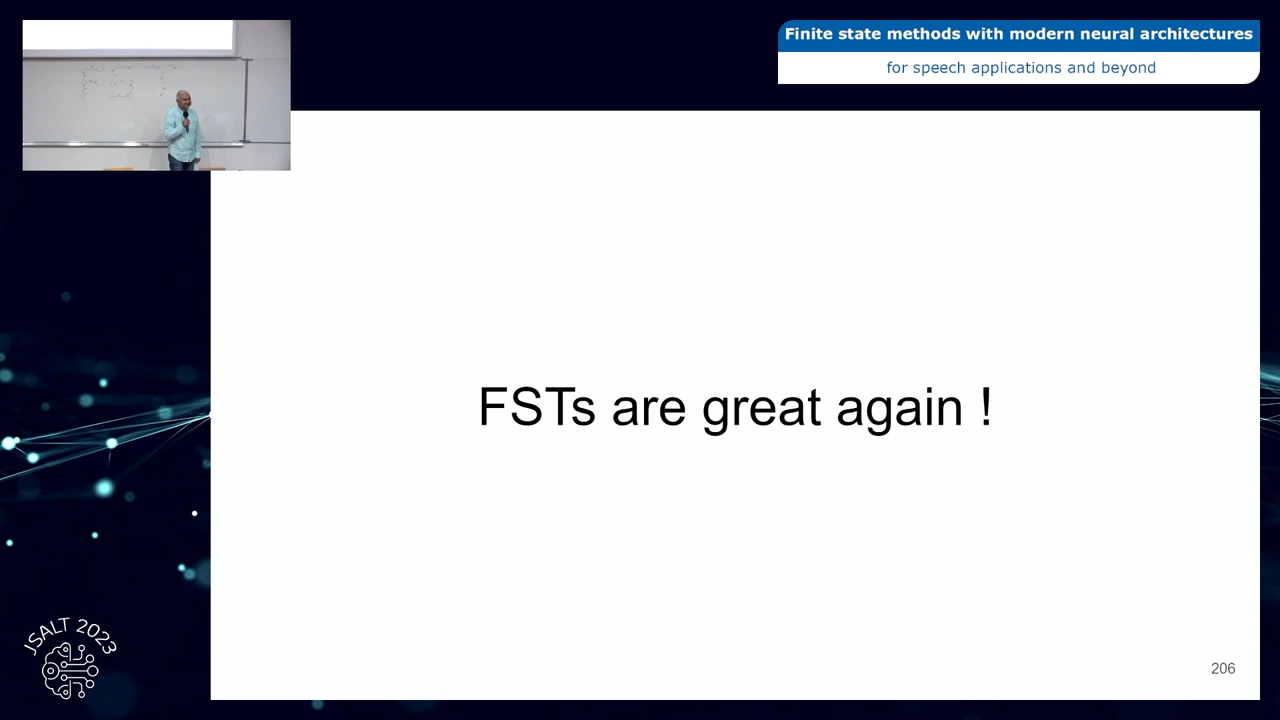 Finite state methods with modern neural architectures
for speech applications and beyond
FSTs are great again !
206
JSALT 2023